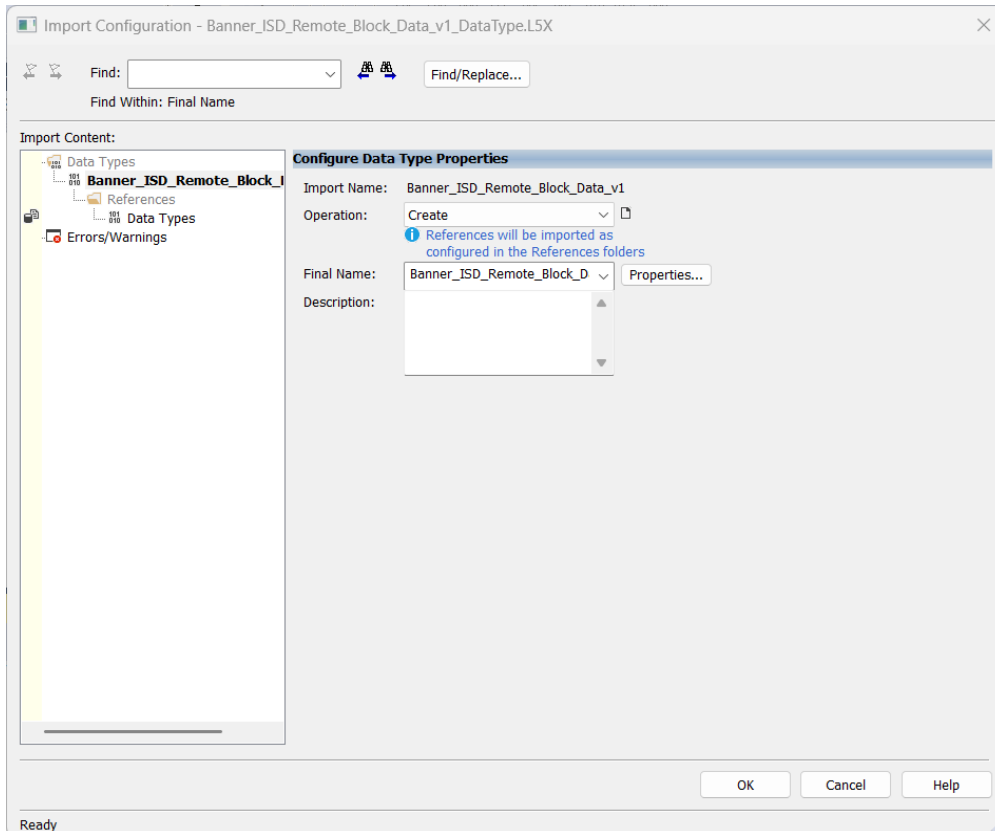 Import Configuration - Banner_ISD_Remote_Block_Data_v1_DataType.L5X
Find:
Find/Replace...
Find Within: Final Name
Import Content:
Data Types
Banner_ISD_Remote_Block_
References
Data Types
Errors/Warnings
Configure Data Type Properties
Import Name: Banner_ISD_Remote_Block_Data_v1
Operation: Create
References will be imported as
configured in the References folders
Final Name: Banner_ISD_Remote_Block_D Properties...
Description:
OK Cancel Help
Ready